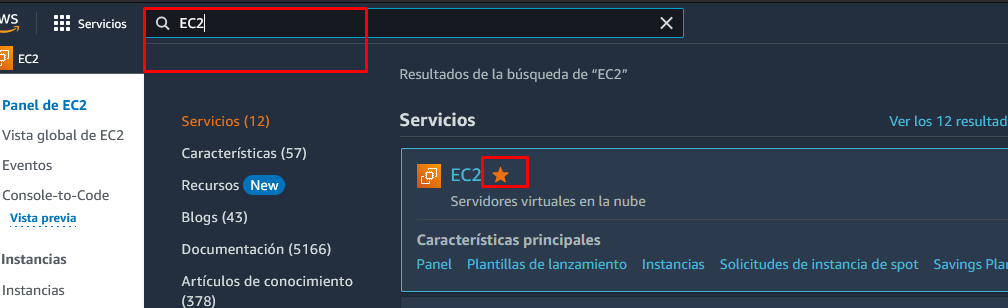 aws
Servicios
EC2
EC2
Panel de EC2
Vista global de EC2
Eventos
Console-to-Code
Vista previa
Instancias
Instancias
Servicios (12)
Características (57)
Recursos New
Blogs (43)
Documentación (5166)
Artículos de conocimiento
(378)
Resultados de la búsqueda de “EC2”
Servicios
Ver los 12 resultad
EC2
Servidores virtuales en la nube
Características principales
Panel Plantillas de lanzamiento Instancias Solicitudes de instancia de spot Savings Plan